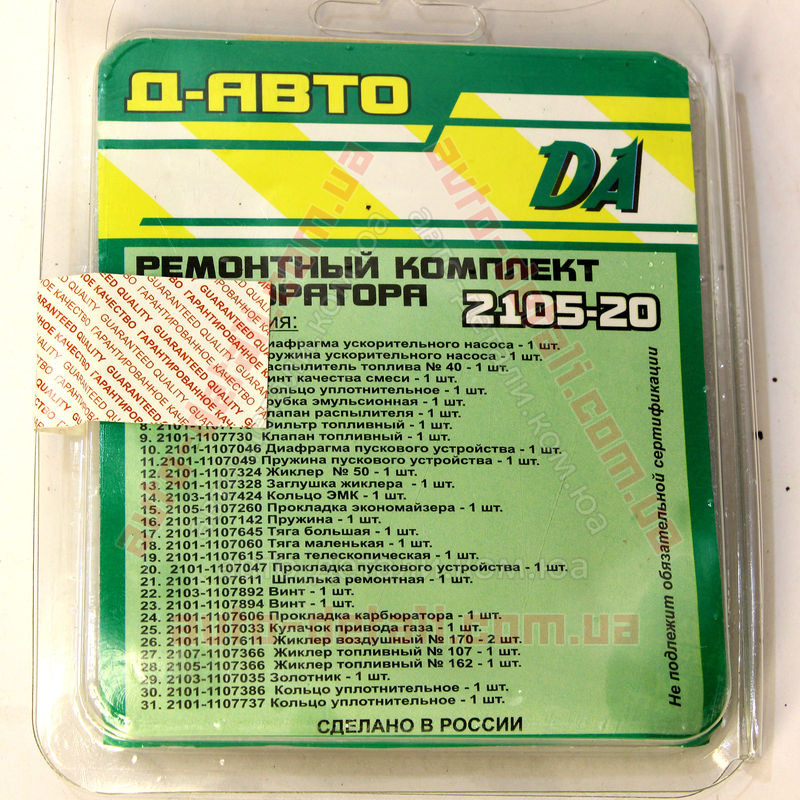 Д-АВТО
DA
РЕМОНТНЫЙ КОМПЛЕКТ
ОРАТОРА 2105-20
ия:
иафрагма ускорительного насоса - 1 шт.
ружина ускорительного насоса - 1 шт.
аспылитель топлива № 40 - 1 шт.
инт качества смеси - 1 шт.
ольцо уплотнительное - 1 шт.
рубка эмульсионная - 1 шт.
лапан распылителя - 1 шт.
8. Фильтр топливный - 1 шт.
9. 2101-1107730 Клапан топливный - 1 шт.
10. 2101-1107046 Диафрагма пускового устройства - 1 шт.
11. 2101-1107049 Пружина пускового устройства - 1 шт.
12. 2101-1107324 Жиклер № 50 - 1 шт.
13. 2101-1107328 Заглушка жиклера - 1 шт.
14. 2103-1107424 Кольцо ЭМК - 1 шт.
15. 2105-1107260 Прокладка экономайзера - 1 шт.
16. 2101-1107142 Пружина - 1 шт.
17. 2101-1107645 Тяга большая - 1 шт.
18. 2101-1107060 Тяга маленькая - 1 шт.
19. 2101-1107615 Тяга телескопическая - 1 шт.
20. 2101-1107047 Прокладка пускового устройства - 1 шт.
21. 2101-1107611 Шпилька ремонтная - 1 шт.
22. 2103-1107892 Винт - 1 шт.
23. 2101-1107894 Винт - 1 шт.
24. 2101-1107606 Прокладка карбюратора - 1 шт.
25. 2101-1107033 Кулачок привода газа - 1 шт.
26. 2101-1107611 Жиклер воздушный № 170 - 2 шт.
27. 2107-1107366 Жиклер топливный № 107 - 1 шт.
28. 2105-1107366 Жиклер топливный № 162 - 1 шт.
29. 2103-1107035 Золотник - 1 шт.
30. 2101-1107386 Кольцо уплотнительное - 1 шт.
31. 2101-1107737 Кольцо уплотнительное - 1 шт.
СДЕЛАНО В РОССИИ
Не подлежит обязательной сертификации
GUARANTEED QUALITY ГАРАНТИРОВАННОЕ КАЧЕСТВО